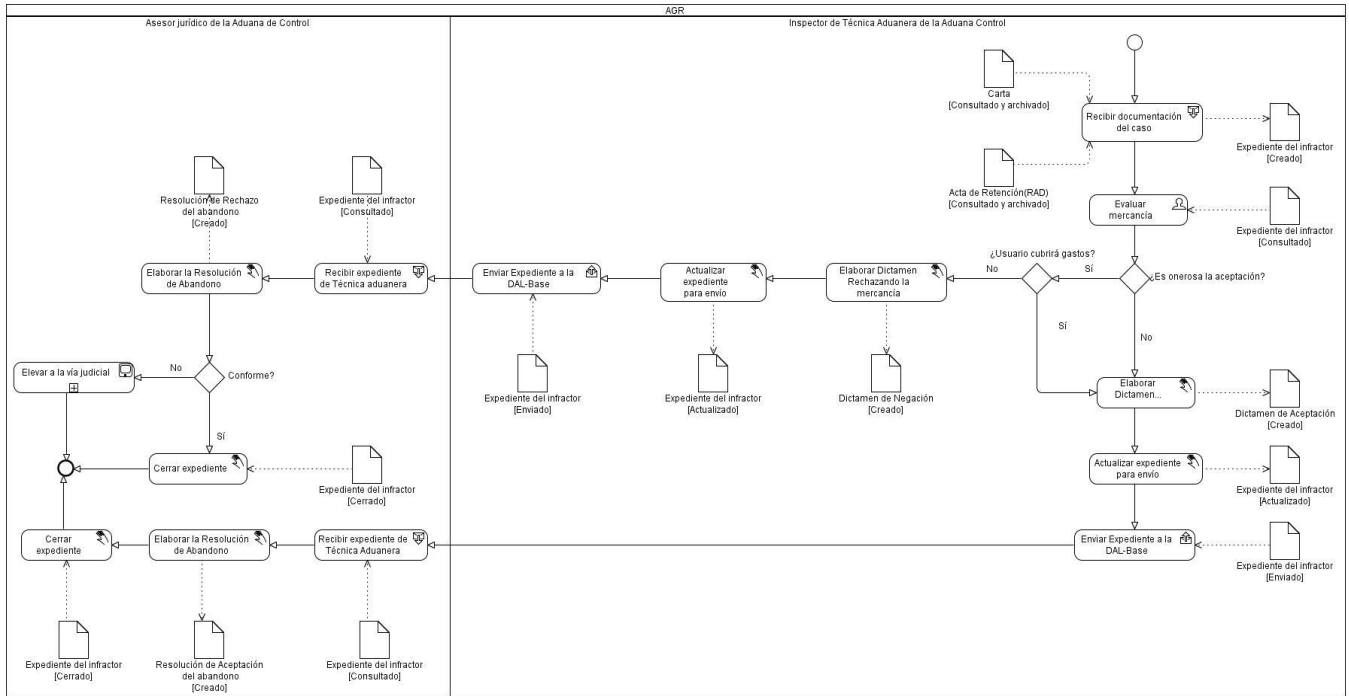 AGR
Asesor jurídico de la Aduana de Control
Inspector de Técnica Aduanera de la Aduana Control
Carta
[Consultado y archivado]
Recibir documentación
del caso
Expediente del infractor
[Creado]
Acta de Retención(RAD)
[Consultado y archivado]
Evaluar
mercancía
Expediente del infractor
[Consultado]
Resolución de Rechazo
del abandono
[Creado]
Expediente del infractor
[Consultado]
Elaborar la Resolución
de Abandono
Recibir expediente
de Técnica aduanera
Enviar Expediente a la
DAL-Base
Actualizar
expediente
para envío
Elaborar Dictamen
Rechazando la
mercancía
¿Usuario cubrirá gastos?
No
Sí
¿Es onerosa la aceptación?
Sí
No
Elevar a la vía judicial
No
Conforme?
Expediente del infractor
[Enviado]
Expediente del infractor
[Actualizado]
Dictamen de Negación
[Creado]
Elaborar
Dictamen...
Dictamen de Aceptación
[Creado]
Sí
Cerrar expediente
Expediente del infractor
[Cerrado]
Actualizar expediente
para envío
Expediente del infractor
[Actualizado]
Cerrar
expediente
Elaborar la Resolución
de Abandono
Recibir expediente de
Técnica Aduanera
Enviar Expediente a la
DAL-Base
Expediente del infractor
[Enviado]
Expediente del infractor
[Cerrado]
Resolución de Aceptación
del abandono
[Creado]
Expediente del infractor
[Consultado]